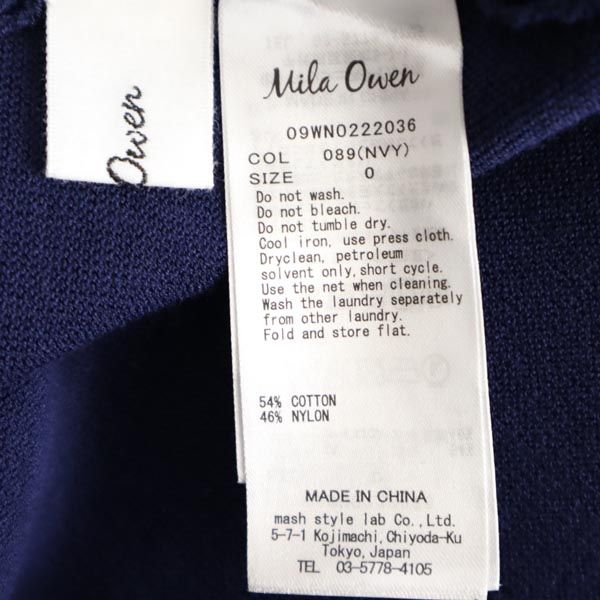 Owen
Mila Owen
09WNO222036
COL 089(NVY)
SIZE 0
Do not wash.
Do not bleach.
Do not tumble dry.
Cool iron, use press cloth.
Dryclean, petroleum
solvent only,short cycle.
Use the net when cleaning.
Wash the laundry separately
from other laundry.
Fold and store flat.
54% COTTON
46% NYLON
MADE IN CHINA
mash style lab Co.,Ltd.
5-7-1 Kojimachi,Chiyoda-Ku
Tokyo,Japan
TEL 03-5778-4105